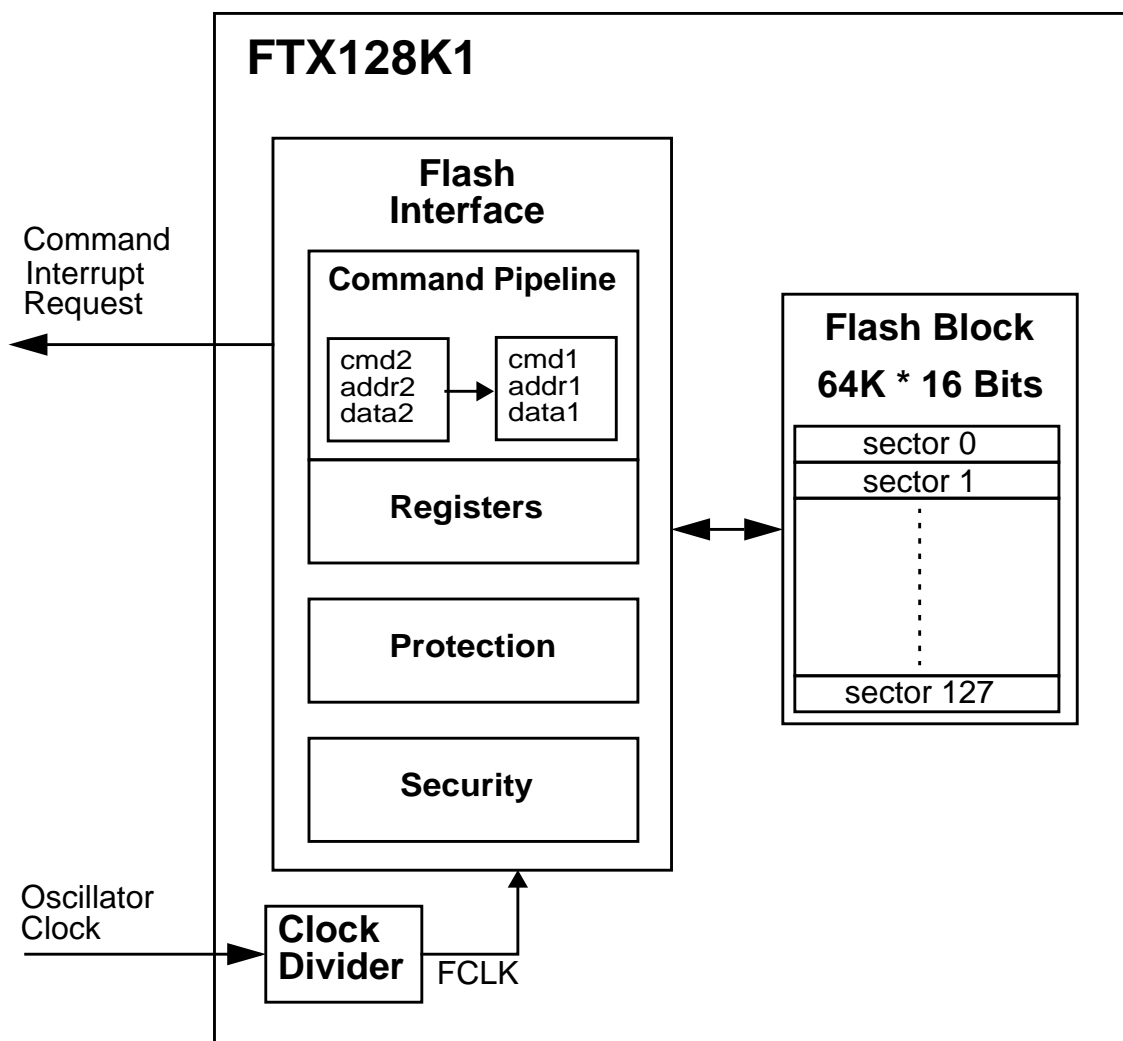 FTX128K1
Flash
Interface
Command
Interrupt
Request
Command Pipeline
cmd2
addr2
data2
cmd1
addr1
data1
Registers
Protection
Security
Flash Block
64K * 16 Bits
sector 0
sector 1
sector 127
Oscillator
Clock
Clock
Divider
FCLK